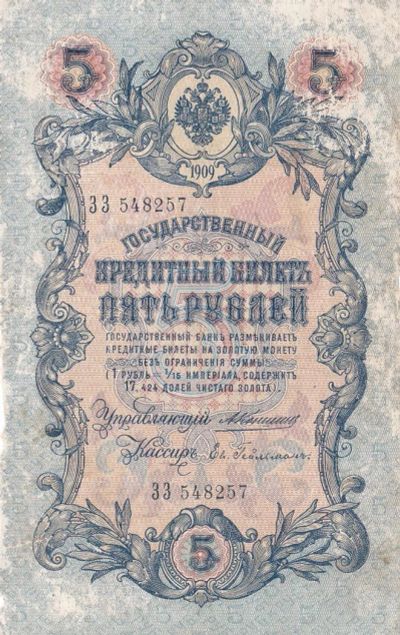 5 5
1909
ЗЗ 548257
ГОСУДАРСТВЕННЫЙ
КРЕДИТНЫЙ БИЛЕТЪ
ПЯТЬ РУБЛЕЙ
ГОСУДАРСТВЕННЫЙ БАНКЪ РАЗМѢНИВАЕТЪ
КРЕДИТНЫЕ БИЛЕТЫ НА ЗОЛОТУЮ МОНЕТУ
БЕЗЪ ОГРАНИЧЕНІЯ СУММЫ
(1 РУБЛЬ = 1/15 ИМПЕРІАЛА, СОДЕРЖИТЪ
17,424 ДОЛЕЙ ЧИСТАГО ЗОЛОТА).
Управляющій
Кассиръ
ЗЗ 548257
5